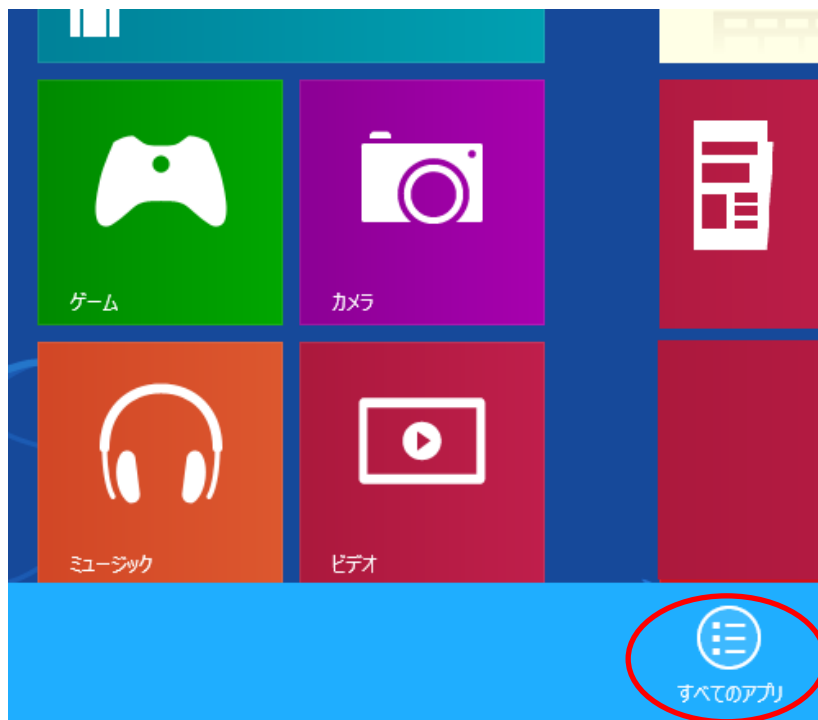 ゲーム
カメラ
ミュージック
ビデオ
すべてのアプリ